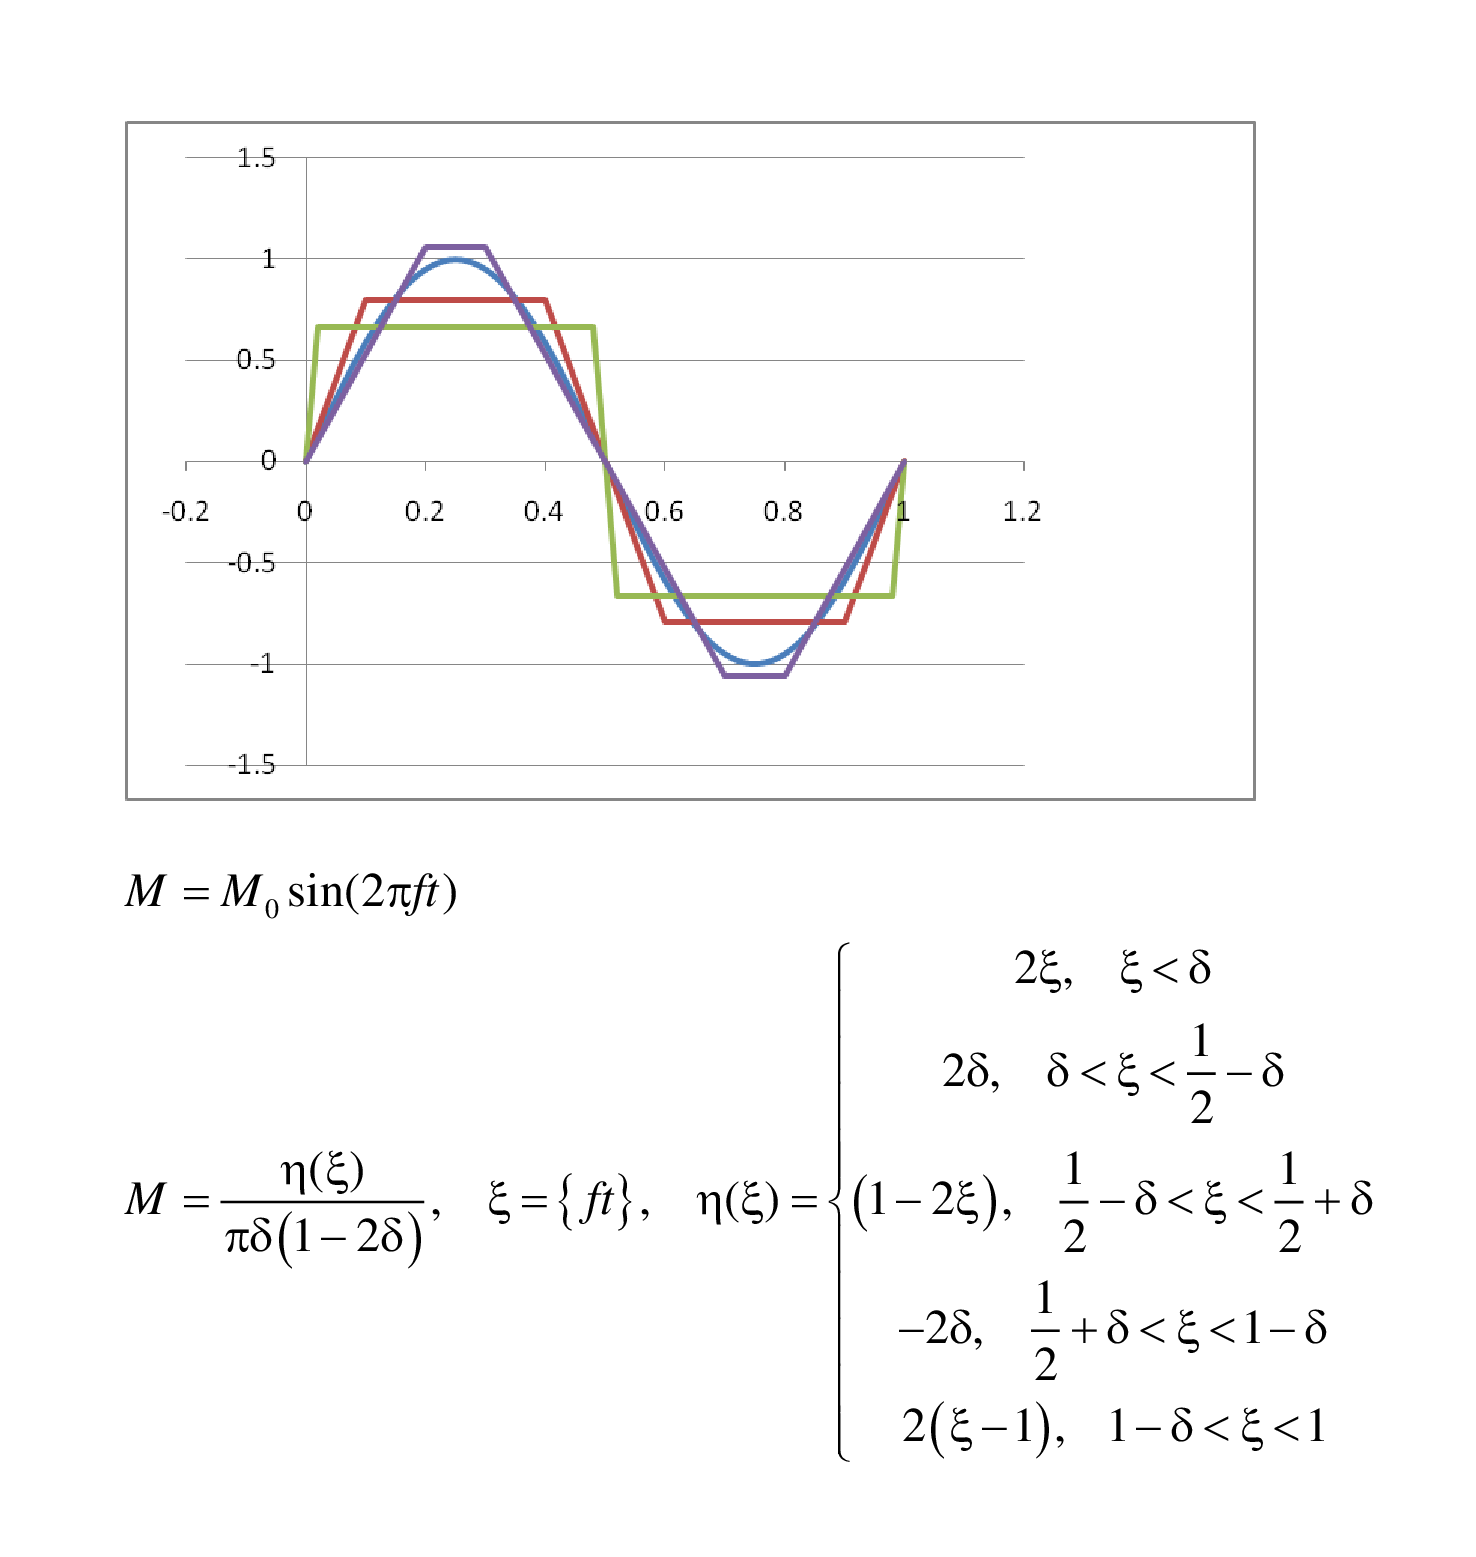 1.5
1
0.5
0
-0.2 0 0.2 0.4 0.6 0.8 1 1.2
-0.5
-1
-1.5
M = M₀ sin(2πft)
M = η(ξ) / πδ(1 − 2δ), ξ = {ft}, η(ξ) = {
2ξ, ξ < δ
2δ, δ < ξ < 1/2 − δ
(1 − 2ξ), 1/2 − δ < ξ < 1/2 + δ
−2δ, 1/2 + δ < ξ < 1 − δ
2(ξ − 1), 1 − δ < ξ < 1